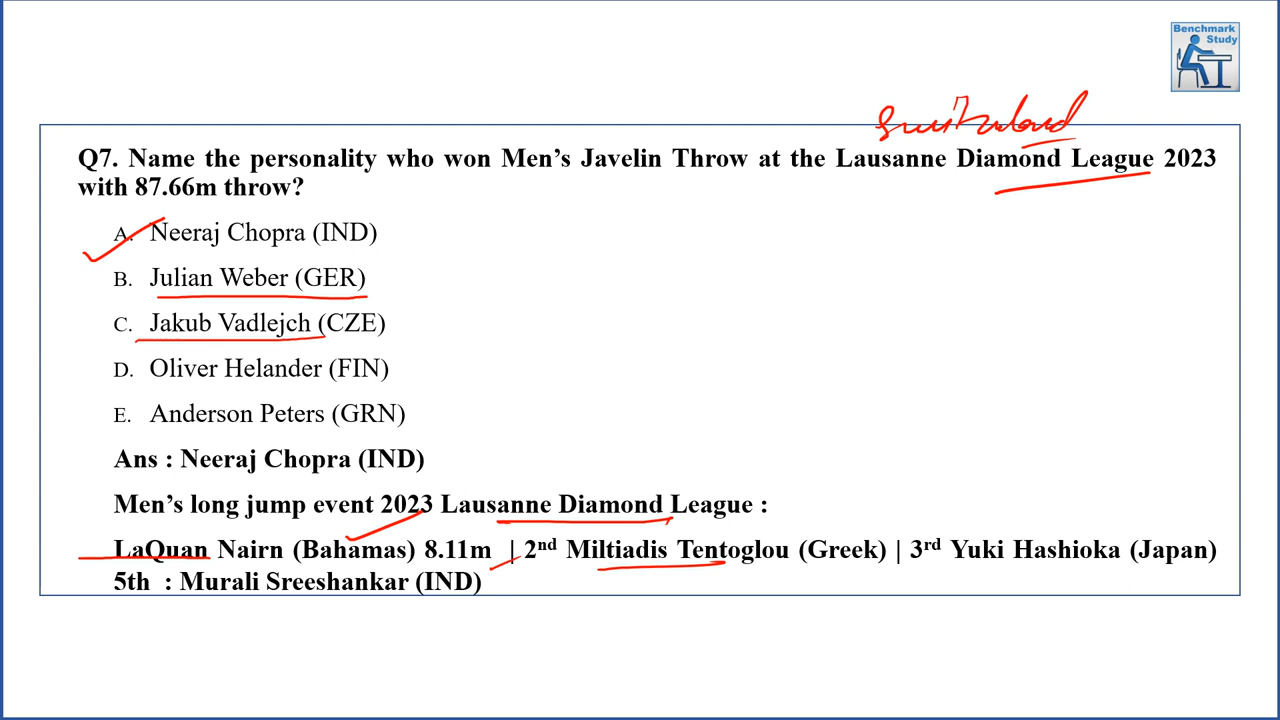 Benchmark
Study
Switzerland
Q7. Name the personality who won Men's Javelin Throw at the Lausanne Diamond League 2023
with 87.66m throw?
A. Neeraj Chopra (IND)
B. Julian Weber (GER)
C. Jakub Vadlejch (CZE)
D. Oliver Helander (FIN)
E. Anderson Peters (GRN)
Ans : Neeraj Chopra (IND)
Men's long jump event 2023 Lausanne Diamond League :
LaQuan Nairn (Bahamas) 8.11m | 2nd Miltiadis Tentoglou (Greek) | 3rd Yuki Hashioka (Japan)
5th : Murali Sreeshankar (IND)